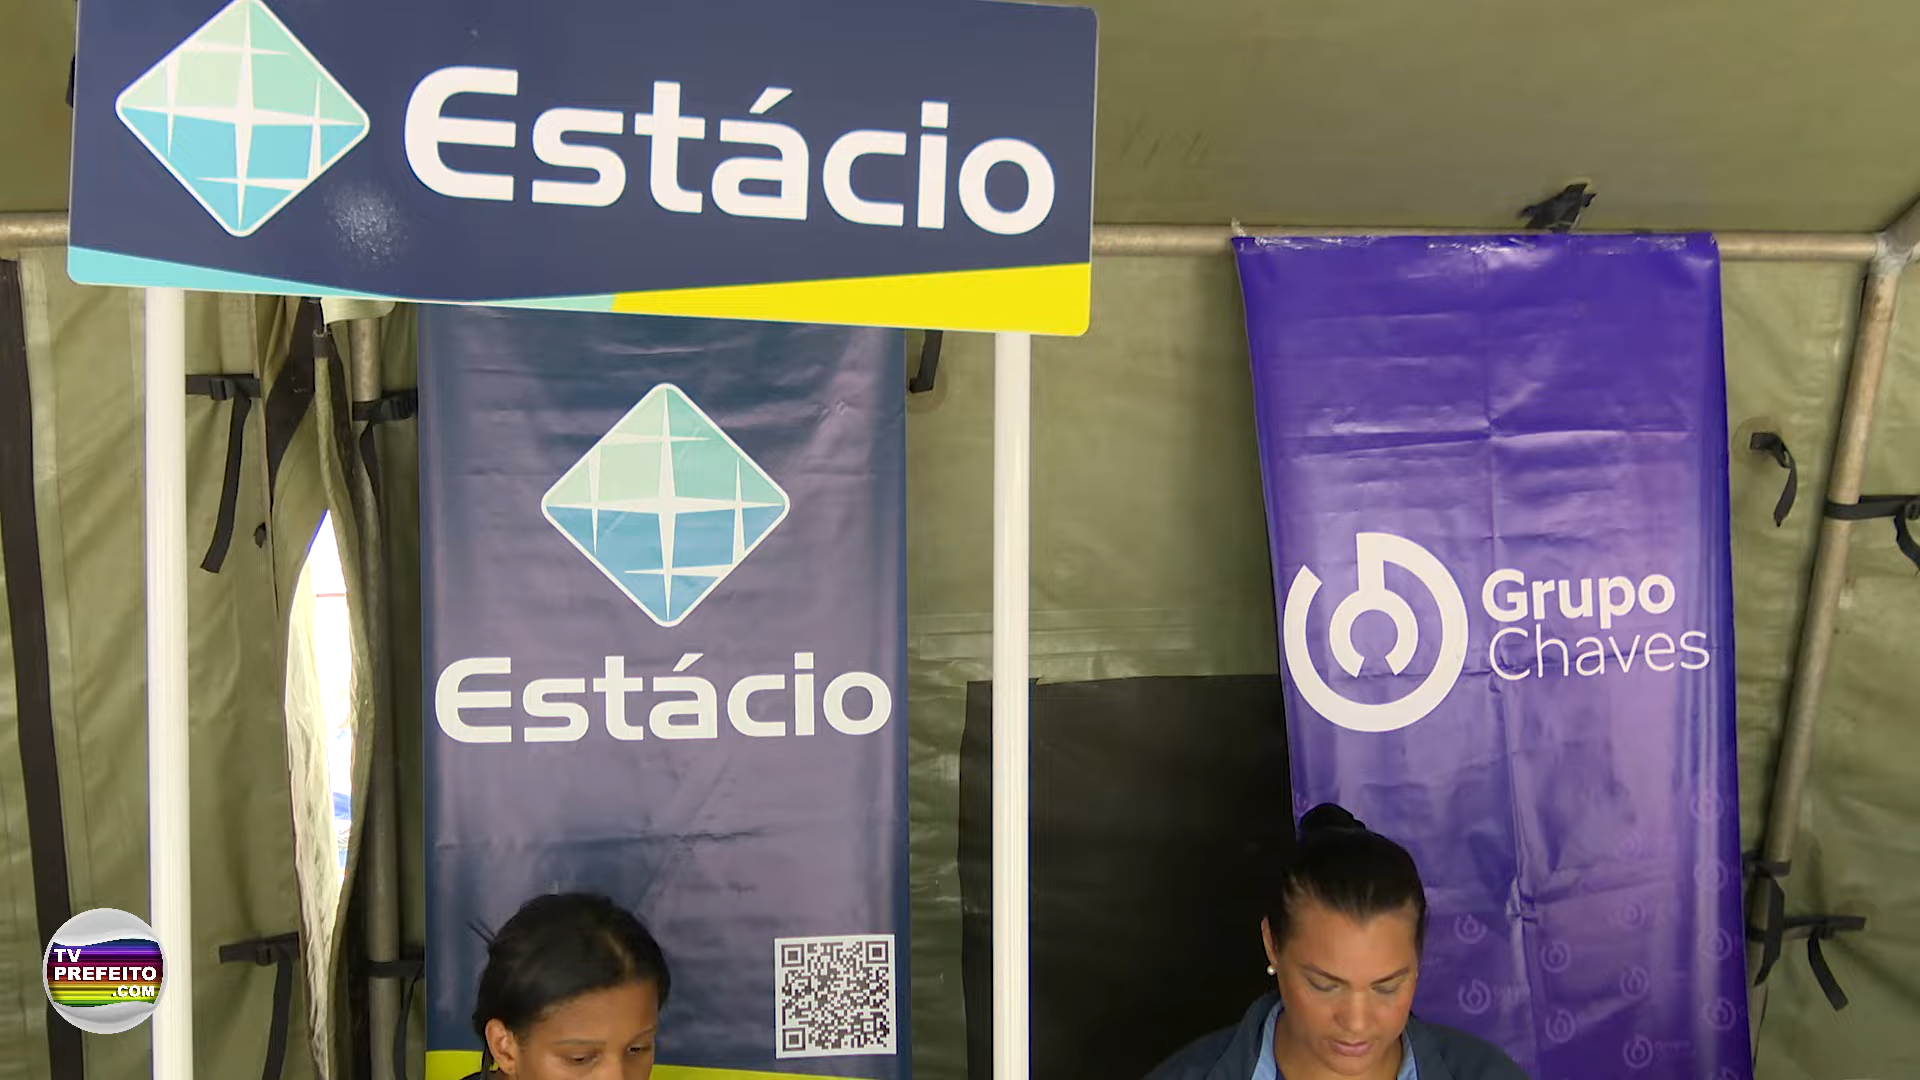 Estácio
Estácio
Grupo
Chaves
TV
PREFEITO
.COM